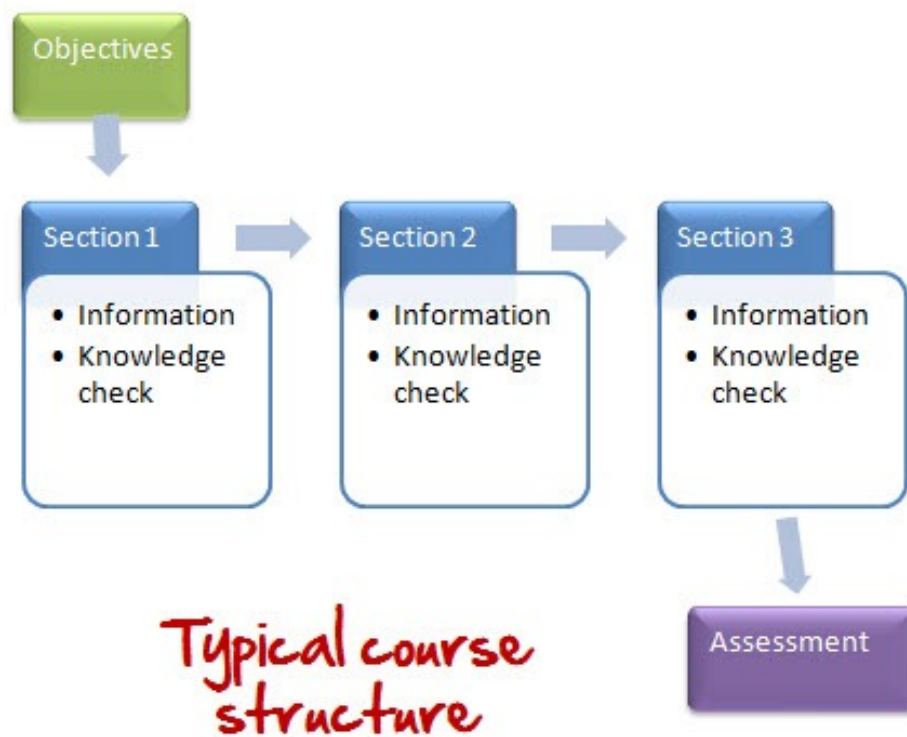 Objectives
Section 1
• Information
• Knowledge
check
Section 2
• Information
• Knowledge
check
Section 3
• Information
• Knowledge
check
Assessment
Typical course
structure